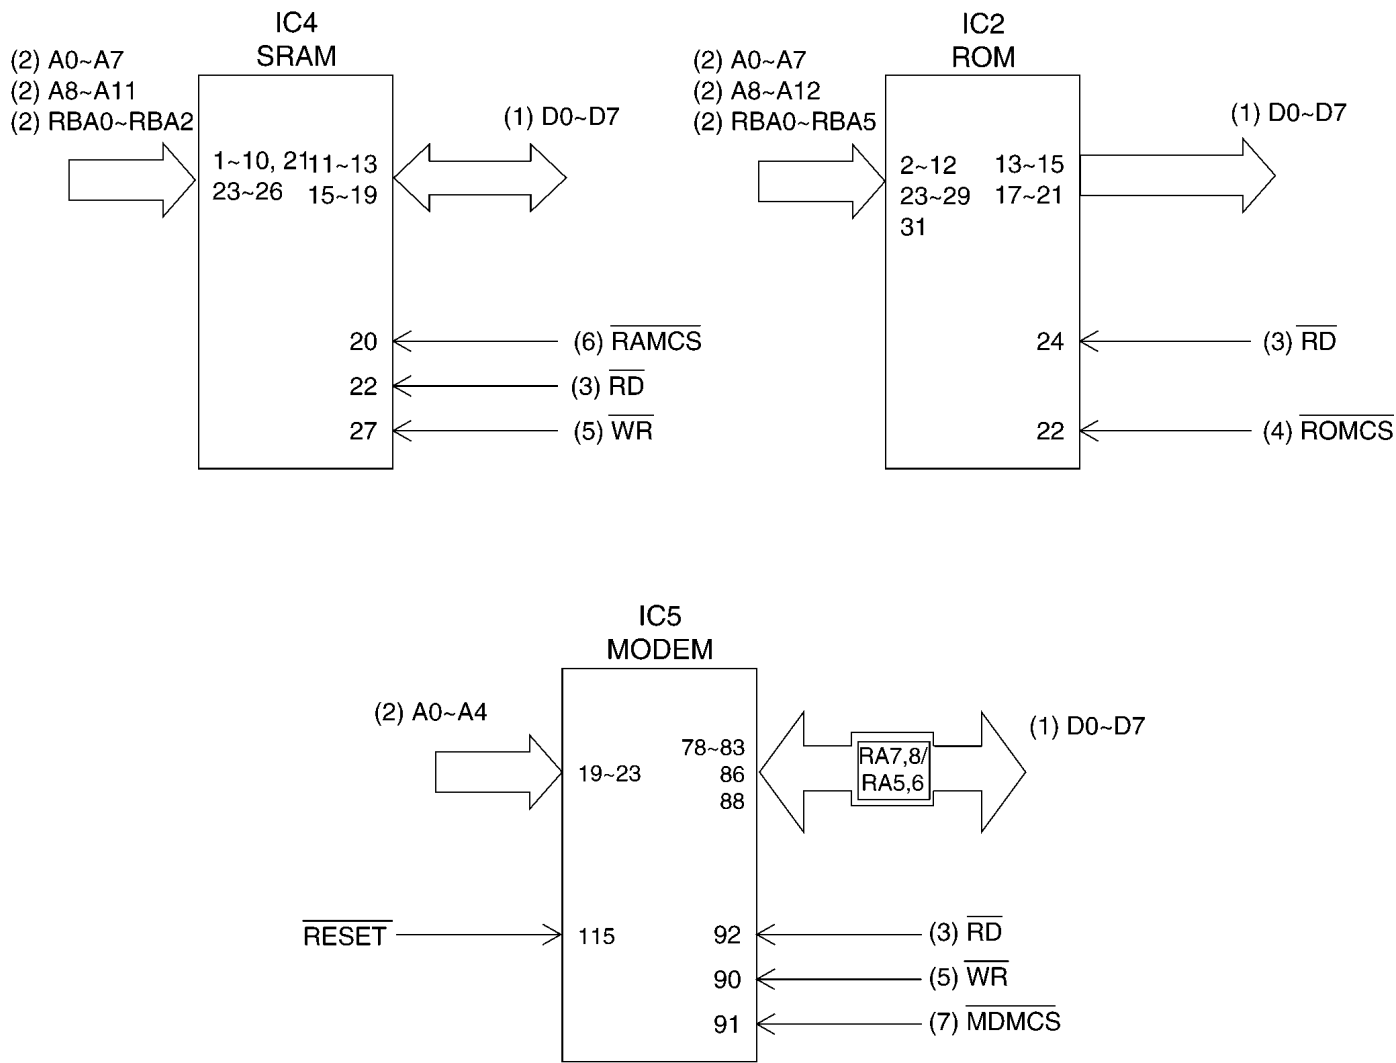 IC4
SRAM
(2) A0~A7
(2) A8~A11
(2) RBA0~RBA2
(1) D0~D7
1~10, 21
23~26
11~13
15~19
20
(6) RAMCS
22
(3) RD
27
(5) WR
IC2
ROM
(2) A0~A7
(2) A8~A12
(2) RBA0~RBA5
(1) D0~D7
2~12
23~29
31
13~15
17~21
24
(3) RD
22
(4) ROMCS
IC5
MODEM
(2) A0~A4
(1) D0~D7
19~23
78~83
86
88
RA7,8/
RA5,6
RESET
115
92
(3) RD
90
(5) WR
91
(7) MDMCS